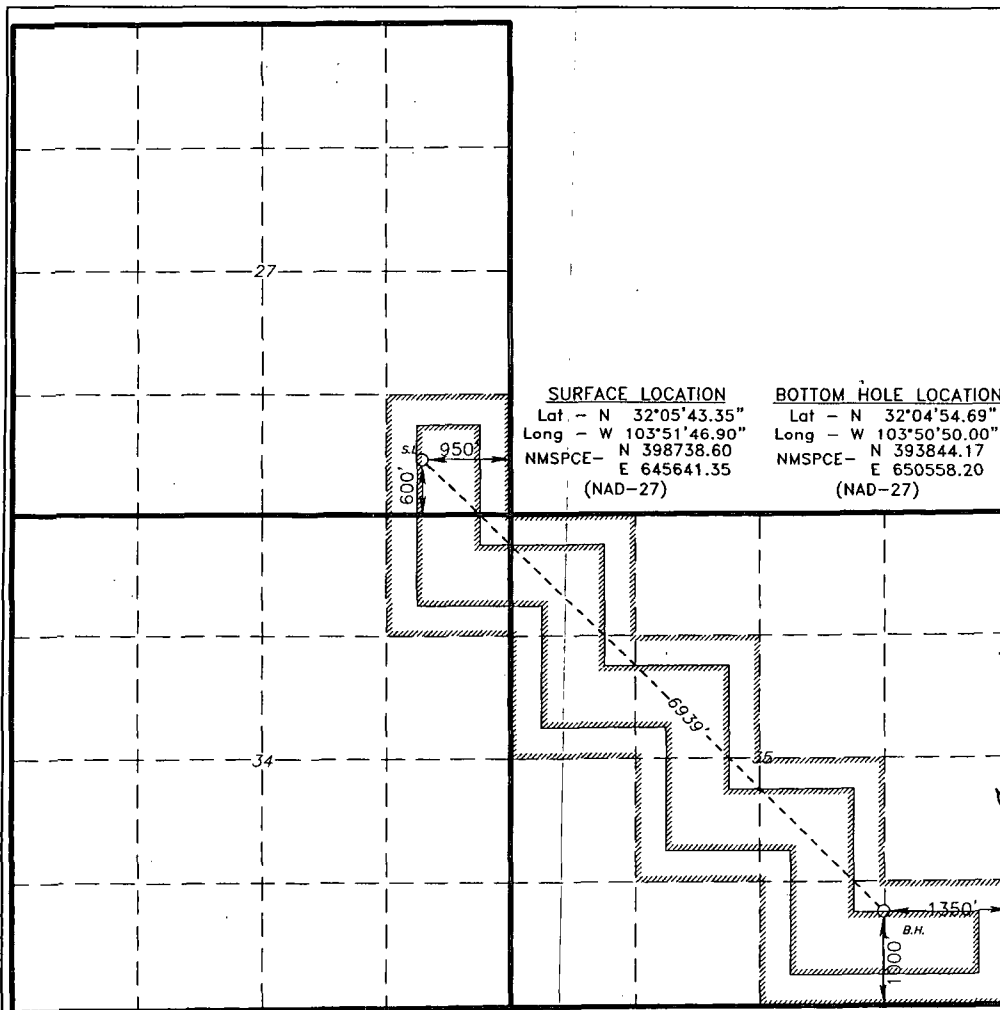 27
SURFACE LOCATION
Lat - N 32°05'43.35"
Long - W 103°51'46.90"
NMSPCE- N 398738.60
E 645641.35
(NAD-27)
BOTTOM HOLE LOCATION
Lat - N 32°04'54.69"
Long - W 103°50'50.00"
NMSPCE- N 393844.17
E 650558.20
(NAD-27)
S.L.
950'
600'
6939'
34
35
1350'
B.H.
1000'